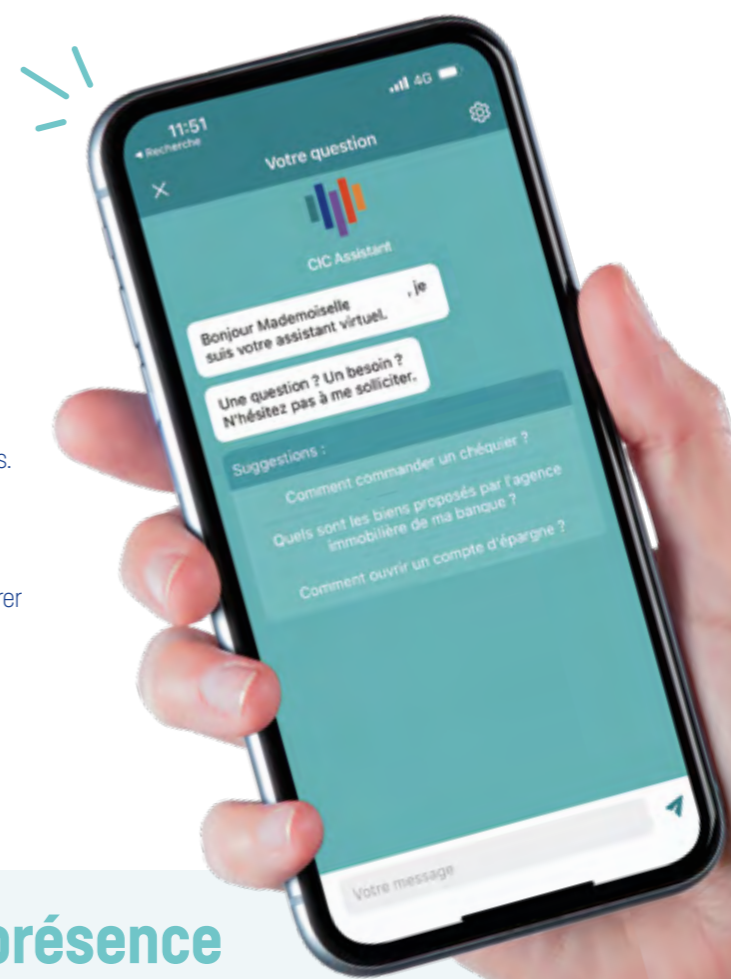 11:51
4G
◂ Recherche
Votre question
CIC Assistant
Bonjour Mademoiselle , je
suis votre assistant virtuel.
Une question ? Un besoin ?
N'hésitez pas à me solliciter.
Suggestions :
Comment commander un chéquier ?
Quels sont les biens proposés par l'agence
immobilière de ma banque ?
Comment ouvrir un compte d'épargne ?
Votre message
s.
rer
présence